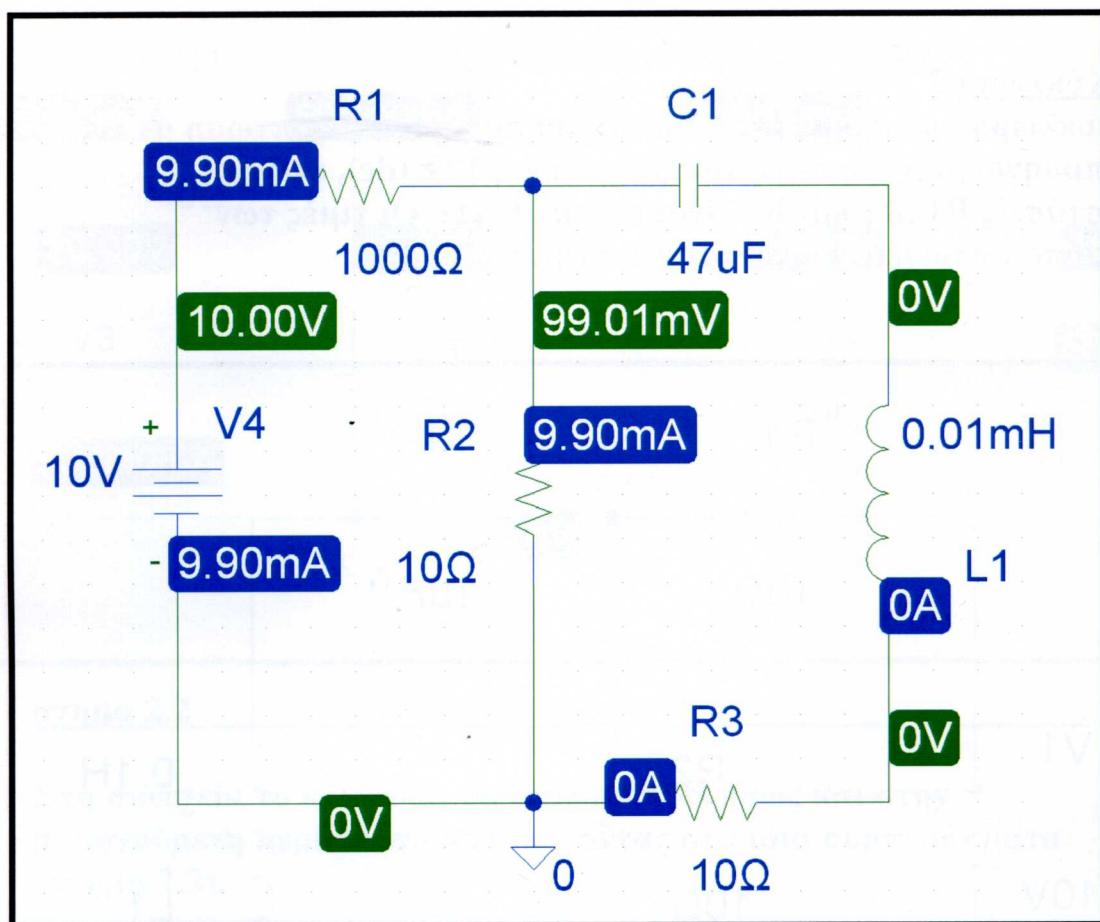 R1
C1
9.90mA
1000Ω
47uF
0V
10.00V
99.01mV
+
V4
R2
9.90mA
0.01mH
10V
-
9.90mA
10Ω
L1
0A
R3
0V
0A
0V
0
10Ω